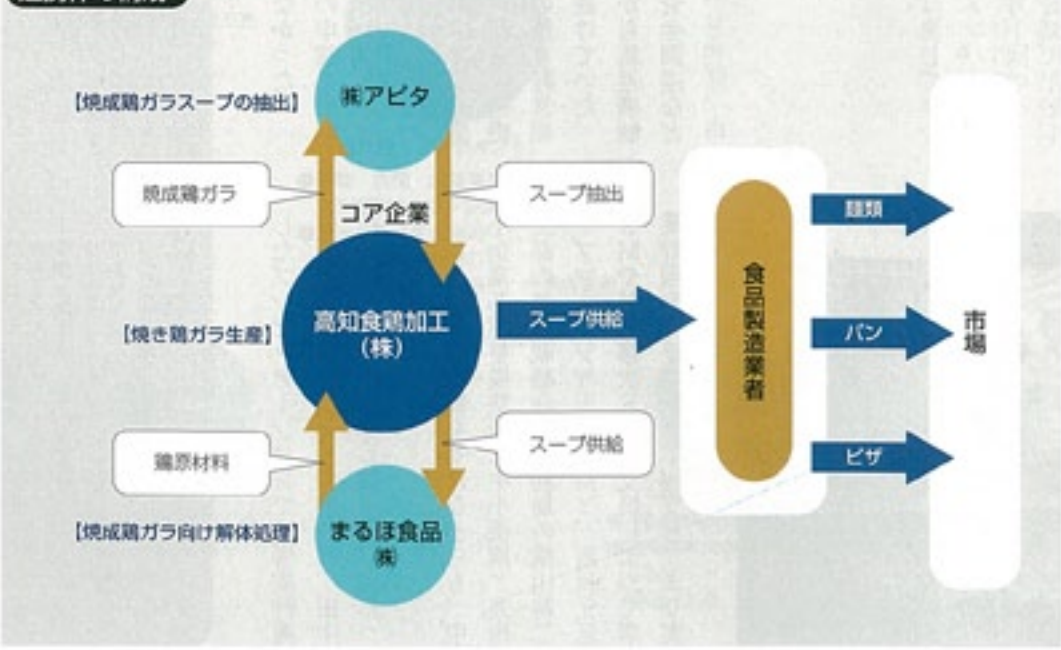 ㈱アピタ
【焼成鶏ガラスープの抽出】
焼成鶏ガラ
スープ抽出
コア企業
高知食鶏加工
(株)
【焼き鶏ガラ生産】
スープ供給
食品製造業者
麺類
パン
ピザ
市場
鶏原材料
スープ供給
【焼成鶏ガラ向け解体処理】
まるほ食品
㈱